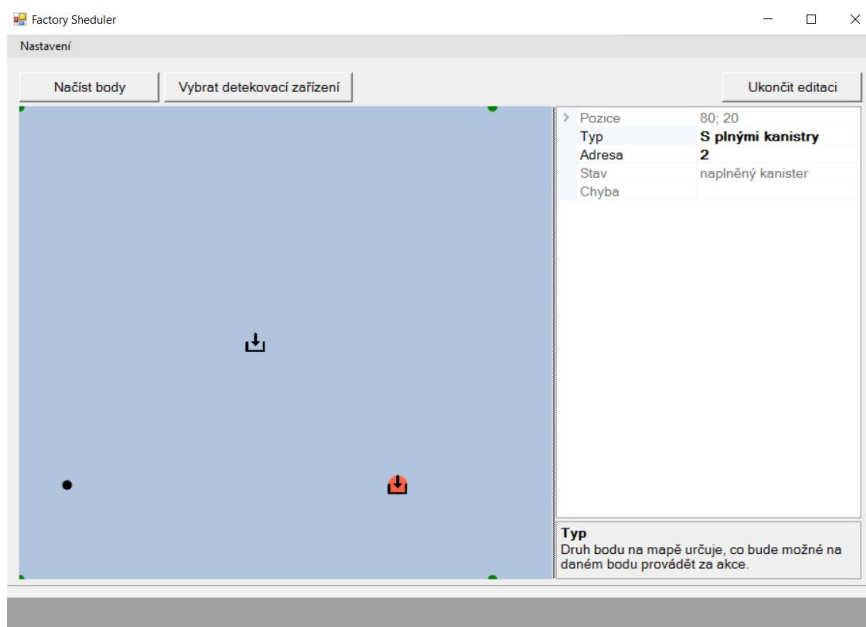 Factory Sheduler
Nastavení
Načíst body
Vybrat detekovací zařízení
Ukončit editaci
Pozice 80; 20
Typ S plnými kanistry
Adresa 2
Stav naplněný kanister
Chyba
Typ
Druh bodu na mapě určuje, co bude možné na
daném bodu provádět za akce.